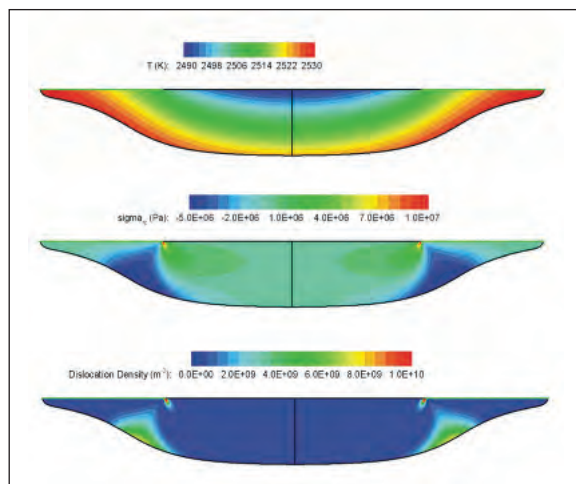 T (K): 2490 2498 2506 2514 2522 2530
sigma (Pa): -5.0E+06 -2.0E+06 1.0E+06 4.0E+06 7.0E+06 1.0E+07
Dislocation Density (m⁻²): 0.0E+00 2.0E+09 4.0E+09 6.0E+09 8.0E+09 1.0E+10